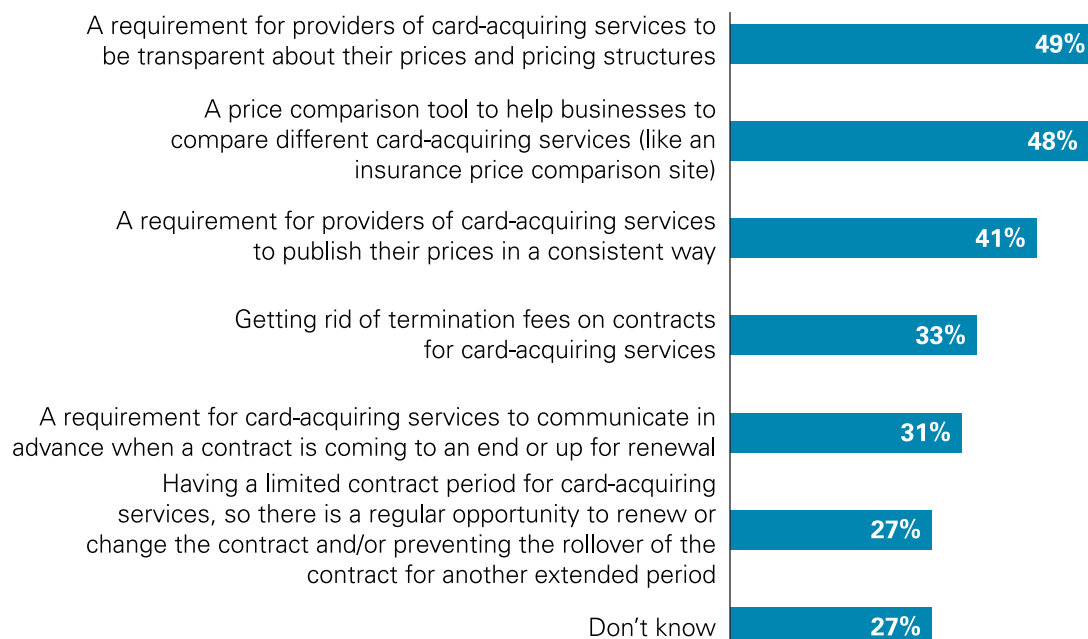 A requirement for providers of card-acquiring services to
be transparent about their prices and pricing structures
49%
A price comparison tool to help businesses to
compare different card-acquiring services (like an
insurance price comparison site)
48%
A requirement for providers of card-acquiring services
to publish their prices in a consistent way
41%
Getting rid of termination fees on contracts
for card-acquiring services
33%
A requirement for card-acquiring services to communicate in
advance when a contract is coming to an end or up for renewal
31%
Having a limited contract period for card-acquiring
services, so there is a regular opportunity to renew or
change the contract and/or preventing the rollover of the
contract for another extended period
27%
Don't know
27%